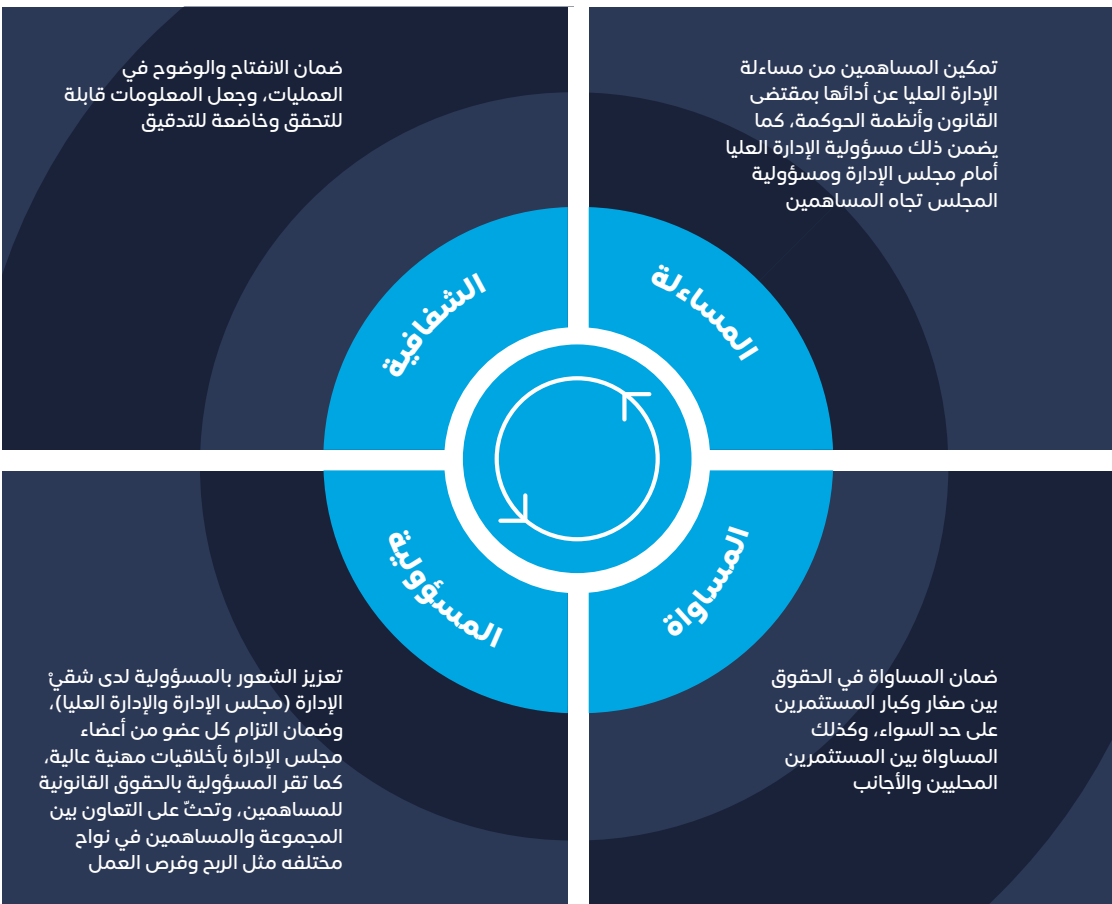 تمكين المساهمين من مساءلة
الإدارة العليا عن أدائها بمقتضى
القانون وأنظمة الحوكمة، كما
يضمن ذلك مسؤولية الإدارة العليا
أمام مجلس الإدارة ومسؤولية
المجلس تجاه المساهمين
المساءلة
ضمان الانفتاح والوضوح في
العمليات، وجعل المعلومات قابلة
للتحقق وخاضعة للتدقيق
الشفافية
المساواة
ضمان المساواة في الحقوق
بين صغار وكبار المستثمرين
على حد السواء، وكذلك
المساواة بين المستثمرين
المحليين والأجانب
المسؤولية
تعزيز الشعور بالمسؤولية لدى شقيْ
الإدارة (مجلس الإدارة والإدارة العليا)،
وضمان التزام كل عضو من أعضاء
مجلس الإدارة بأخلاقيات مهنية عالية،
كما تقر المسؤولية بالحقوق القانونية
للمساهمين، وتحثّ على التعاون بين
المجموعة والمساهمين في نواح
مختلفه مثل الربح وفرص العمل